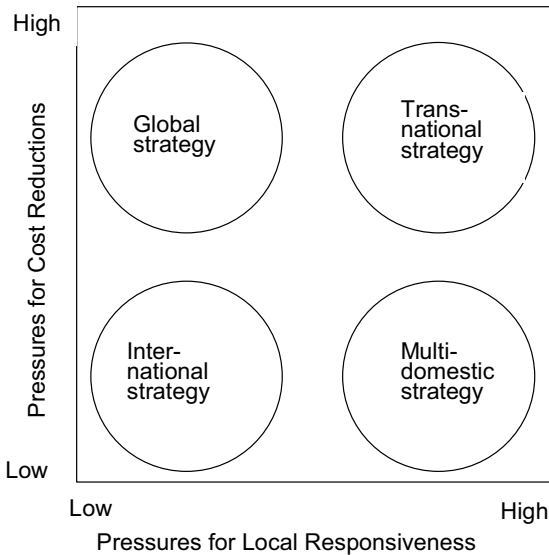 High
Pressures for Cost Reductions
Global
strategy
Trans-
national
strategy
Inter-
national
strategy
Multi-
domestic
strategy
Low
Low
High
Pressures for Local Responsiveness